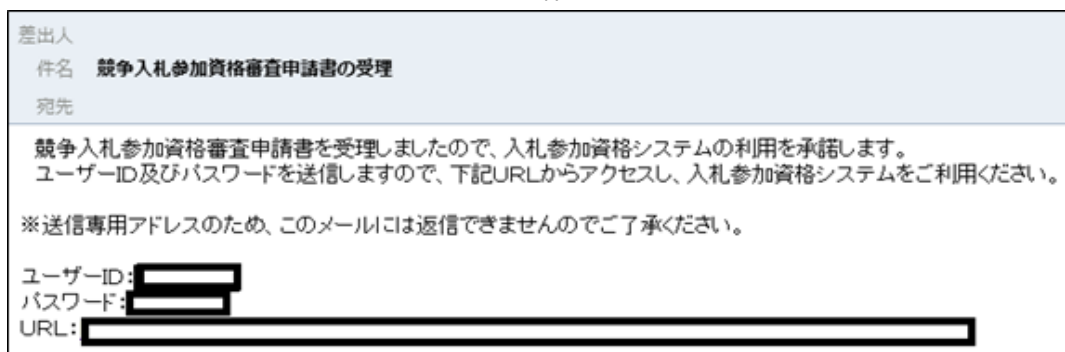 差出人
件名 競争入札参加資格審査申請書の受理
宛先
競争入札参加資格審査申請書を受理しましたので、入札参加資格システムの利用を承諾します。
ユーザーID及びパスワードを送信しますので、下記URLからアクセスし、入札参加資格システムをご利用ください。
※送信専用アドレスのため、このメールには返信できませんのでご了承ください。
ユーザーID:
パスワード:
URL: